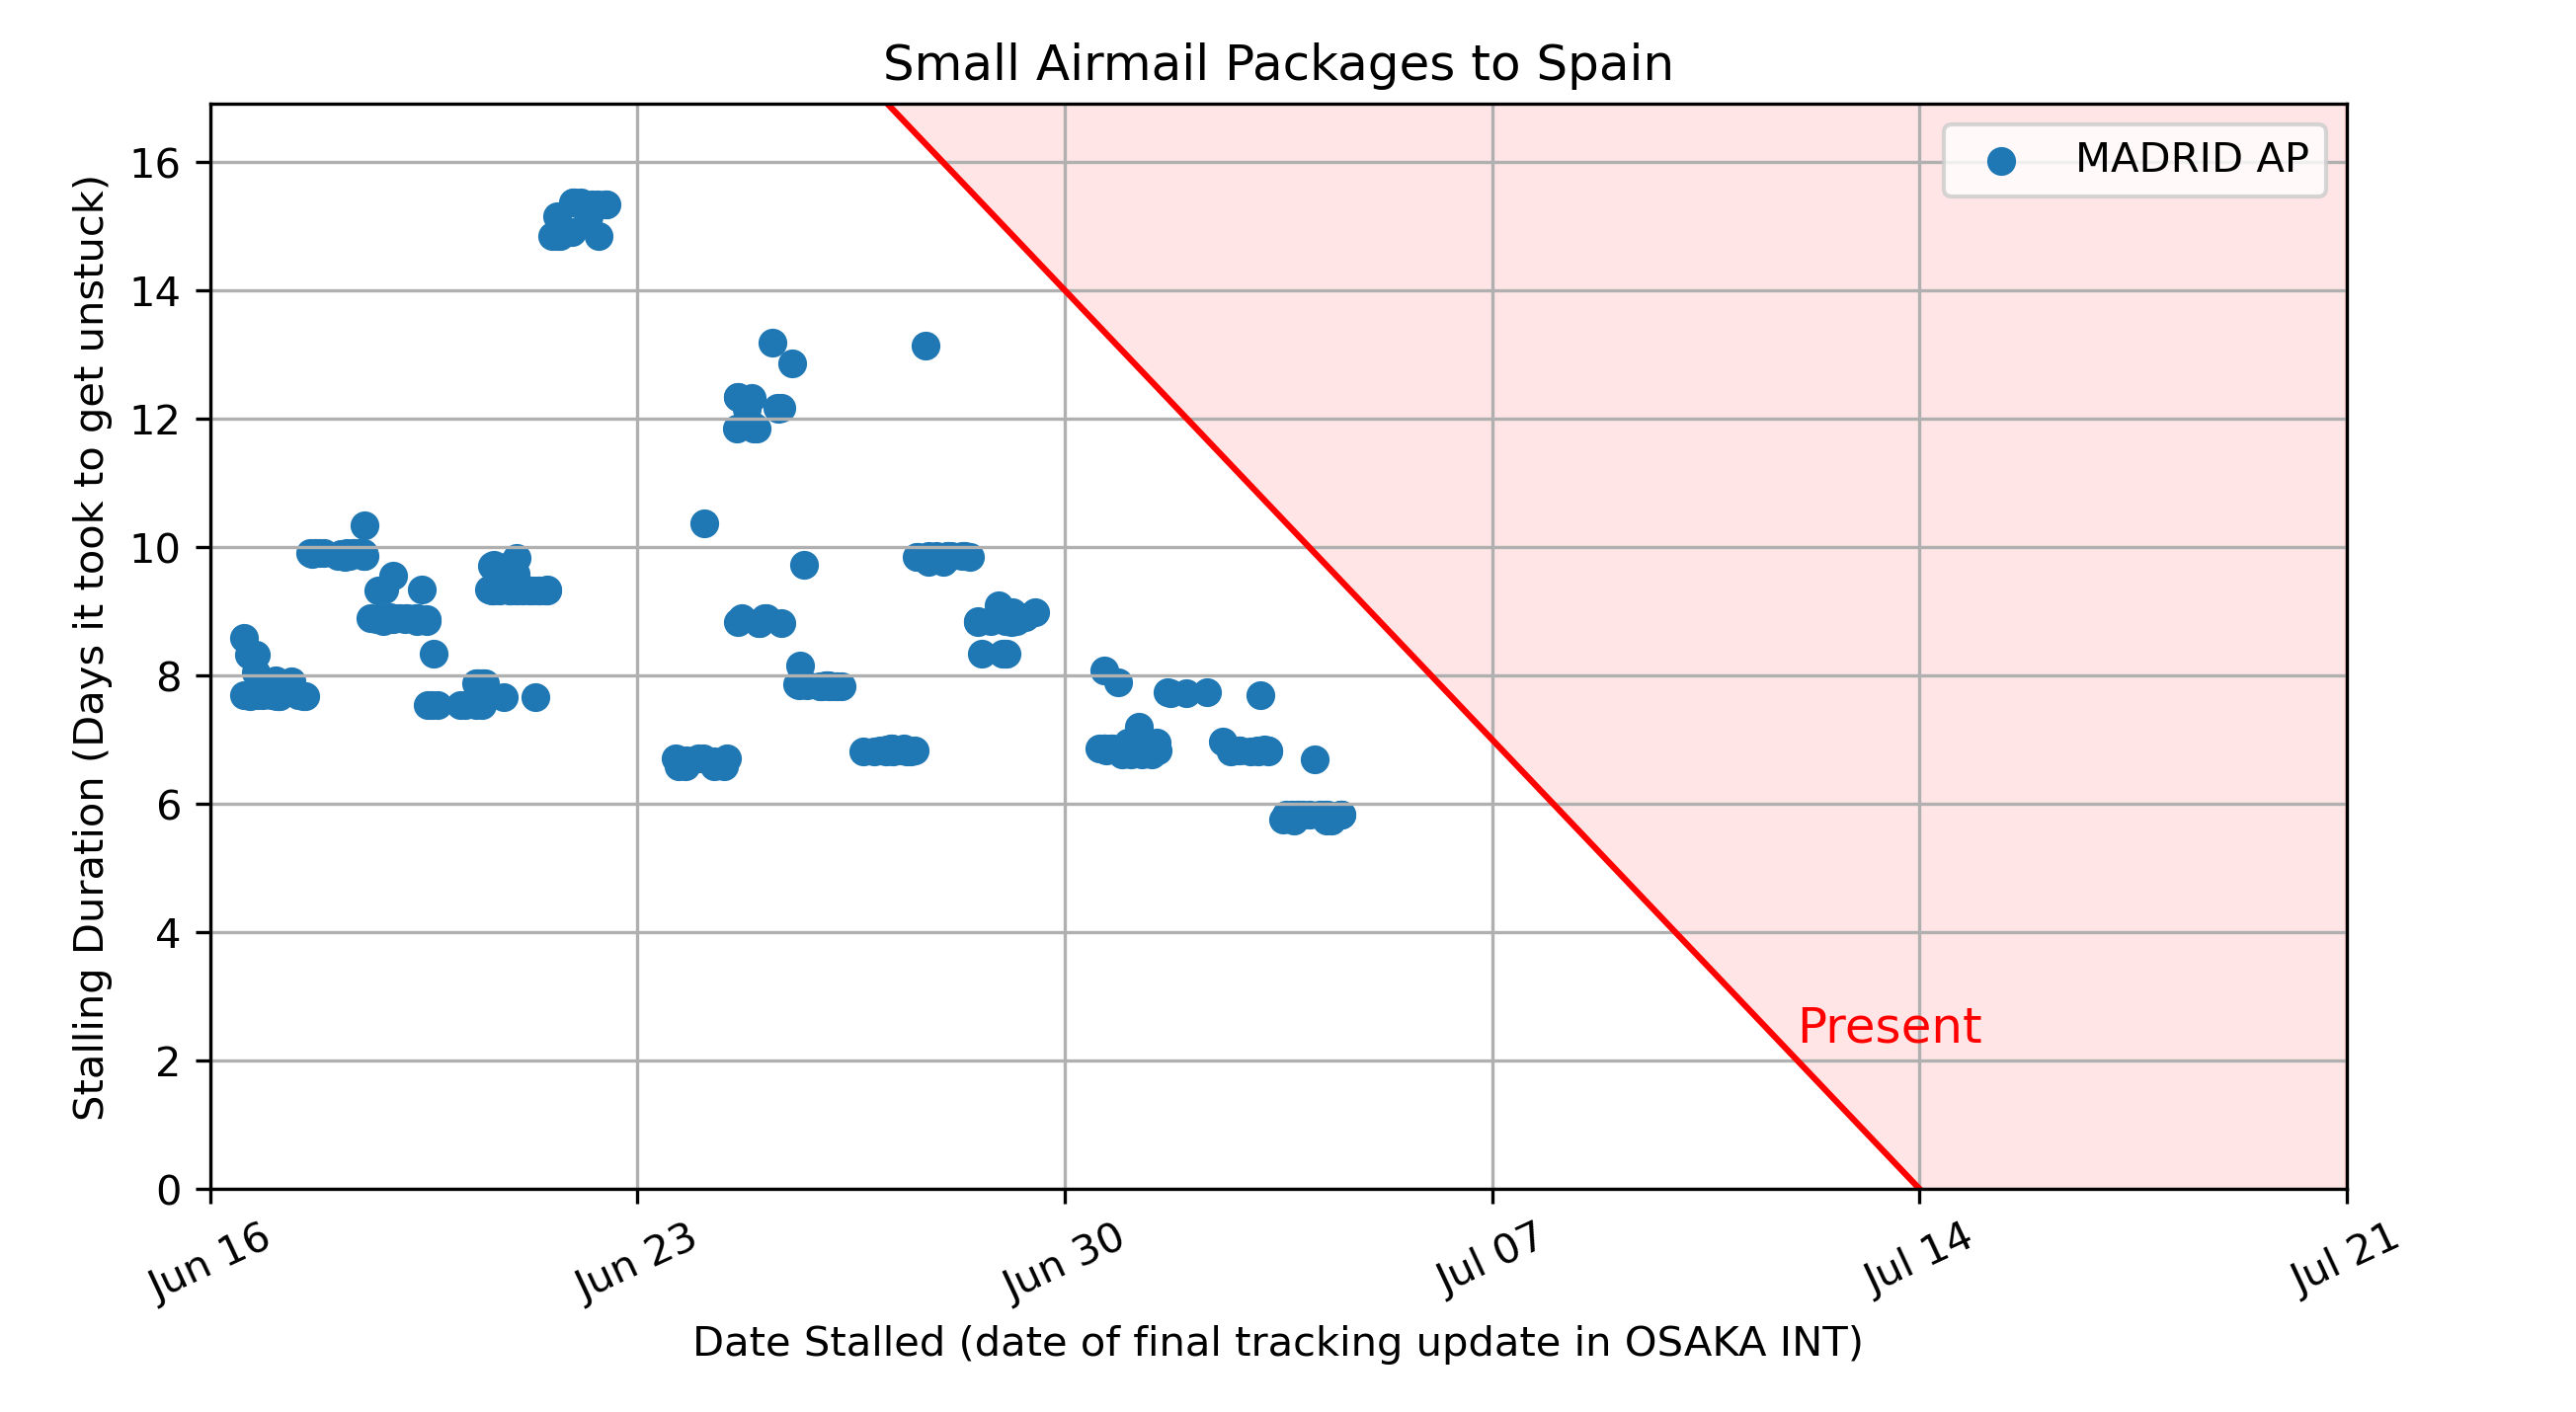 Small Airmail Packages to Spain
MADRID AP
Stalling Duration (Days it took to get unstuck)
16
14
12
10
8
6
4
2
0
Present
Jun 16
Jun 23
Jun 30
Jul 07
Jul 14
Jul 21
Date Stalled (date of final tracking update in OSAKA INT)